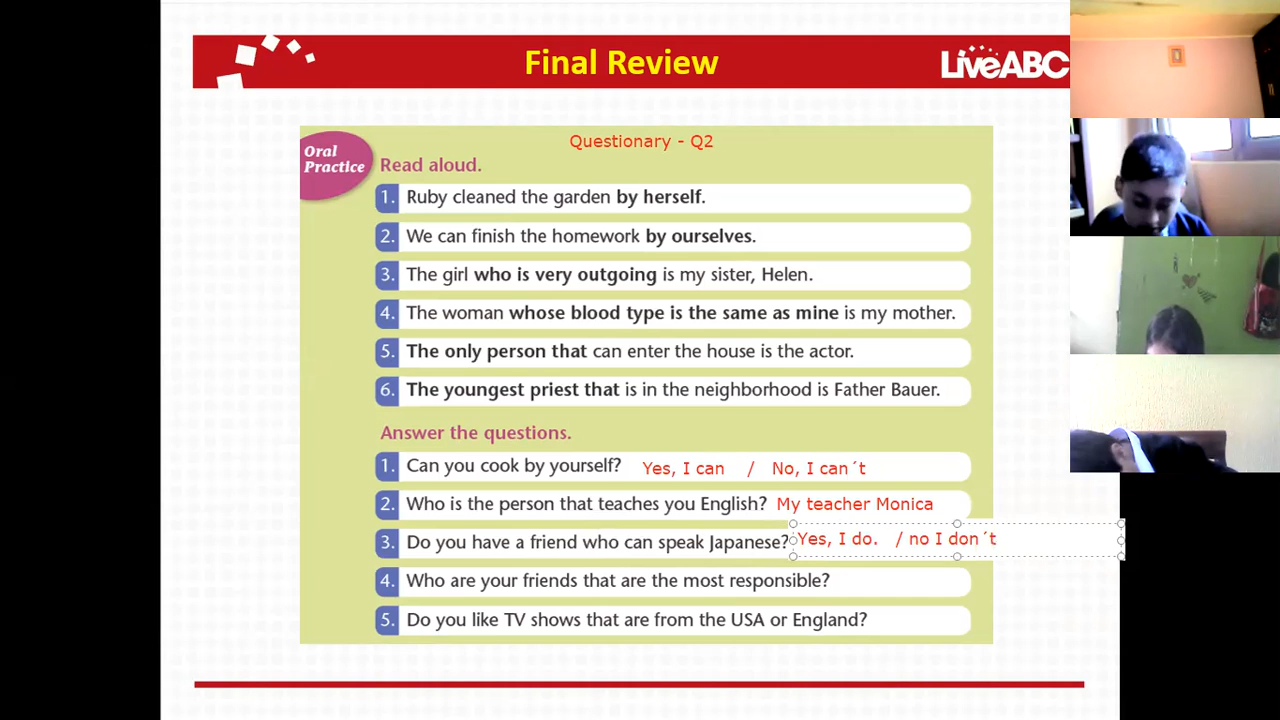 Final Review
LiveABC
Questionary - Q2
Oral
Practice
Read aloud.
1. Ruby cleaned the garden by herself.
2. We can finish the homework by ourselves.
3. The girl who is very outgoing is my sister, Helen.
4. The woman whose blood type is the same as mine is my mother.
5. The only person that can enter the house is the actor.
6. The youngest priest that is in the neighborhood is Father Bauer.
Answer the questions.
1. Can you cook by yourself? Yes, I can / No, I can´t
2. Who is the person that teaches you English? My teacher Monica
3. Do you have a friend who can speak Japanese? Yes, I do. / no I don´t
4. Who are your friends that are the most responsible?
5. Do you like TV shows that are from the USA or England?